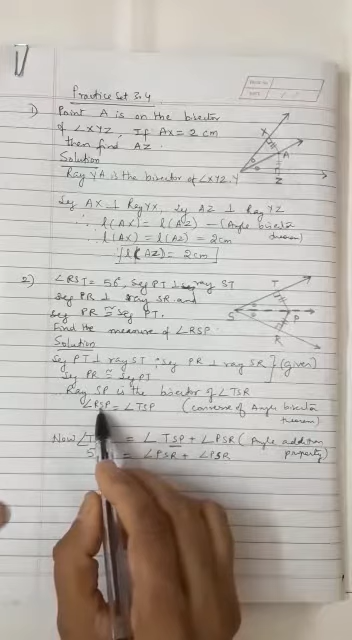 Practice Set 3.4
1) Point A is on the bisector
of ∠XYZ, If AX = 2 cm
then find AZ.
Solution
Ray YA is the bisector of ∠XYZ.
X
A
Y
Z
Seg AX ⊥ Ray YX, Seg AZ ⊥ Ray YZ
∴ l(AX) = l(AZ) - (Angle bisector theorem)
∴ l(AX) = l(AZ) = 2cm
l(AZ) = 2cm
2) ∠RST = 56°, Seg PT ⊥ ray ST
Seg PR ⊥ ray SR and
Seg PR ≅ Seg PT.
Find the measure of ∠RSP.
T
S
P
R
Solution
Seg PT ⊥ ray ST ; Seg PR ⊥ ray SR } (given)
Seg PR ≅ Seg PT
Ray SP is the bisector of ∠TSR
∠RSP = ∠TSP (converse of Angle bisector theorem)
Now = ∠TSP + ∠PSR (Angle addition property)
5 = ∠PSR + ∠PSR